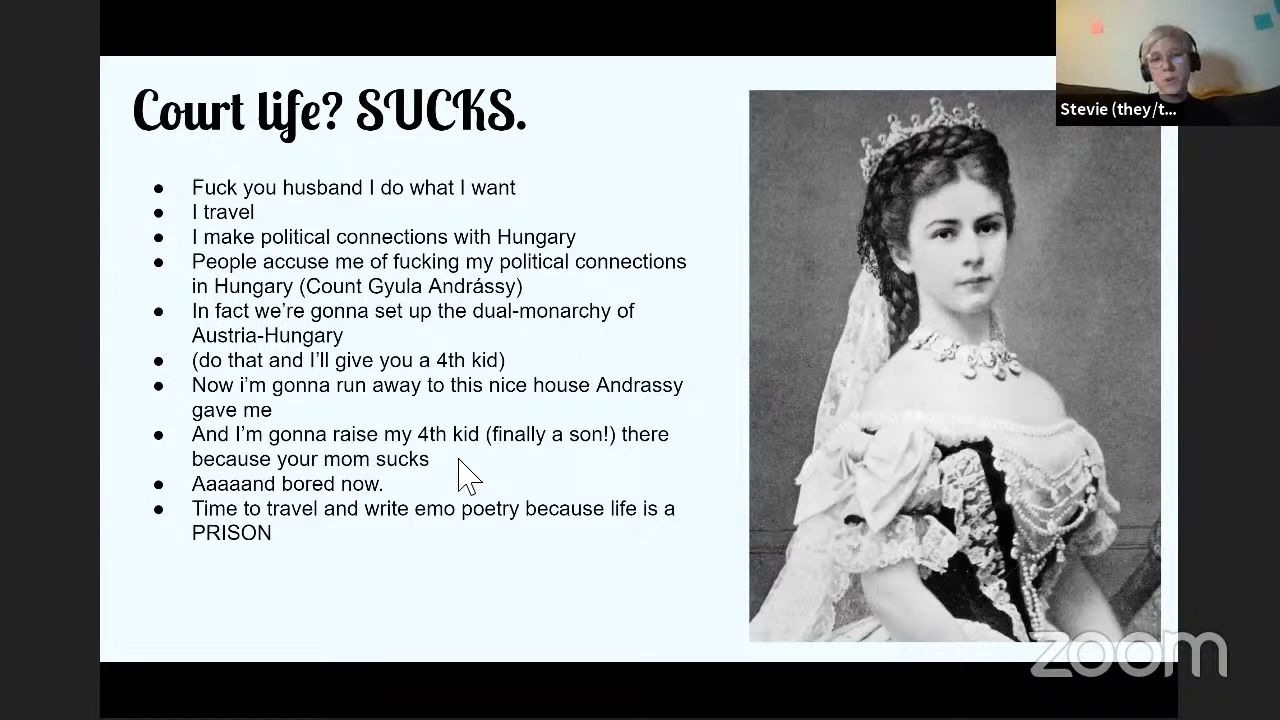 Court life? SUCKS.
● Fuck you husband I do what I want
● I travel
● I make political connections with Hungary
● People accuse me of fucking my political connections
in Hungary (Count Gyula Andrássy)
● In fact we're gonna set up the dual-monarchy of
Austria-Hungary
● (do that and I'll give you a 4th kid)
● Now i'm gonna run away to this nice house Andrassy
gave me
● And I'm gonna raise my 4th kid (finally a son!) there
because your mom sucks
● Aaaaand bored now.
● Time to travel and write emo poetry because life is a
PRISON
Stevie (they/t...
zoom